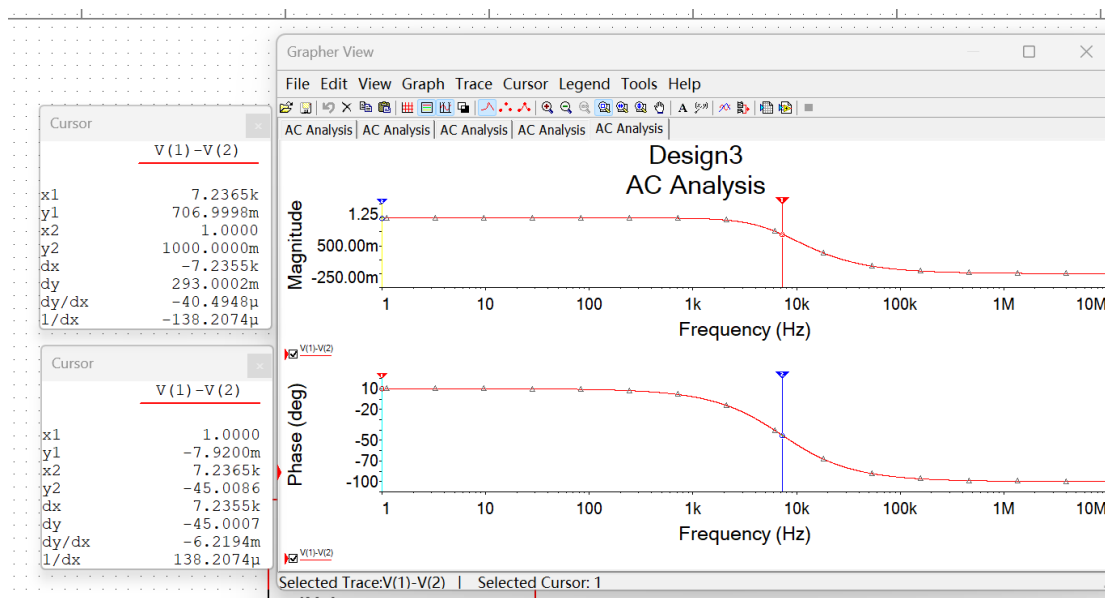 Grapher View
File Edit View Graph Trace Cursor Legend Tools Help
AC Analysis AC Analysis AC Analysis AC Analysis AC Analysis
Cursor
V(1)-V(2)
x1 7.2365k
y1 706.9998m
x2 1.0000
y2 1000.0000m
dx -7.2355k
dy 293.0002m
dy/dx -40.4948µ
1/dx -138.2074µ
Cursor
V(1)-V(2)
x1 1.0000
y1 -7.9200m
x2 7.2365k
y2 -45.0086
dx 7.2355k
dy -45.0007
dy/dx -6.2194m
1/dx 138.2074µ
Design3
AC Analysis
Magnitude
1.25
500.00m
-250.00m
1 10 100 1k 10k 100k 1M 10M
Frequency (Hz)
V(1)-V(2)
Phase (deg)
10
-20
-50
-70
-100
1 10 100 1k 10k 100k 1M 10M
Frequency (Hz)
V(1)-V(2)
Selected Trace:V(1)-V(2) | Selected Cursor: 1